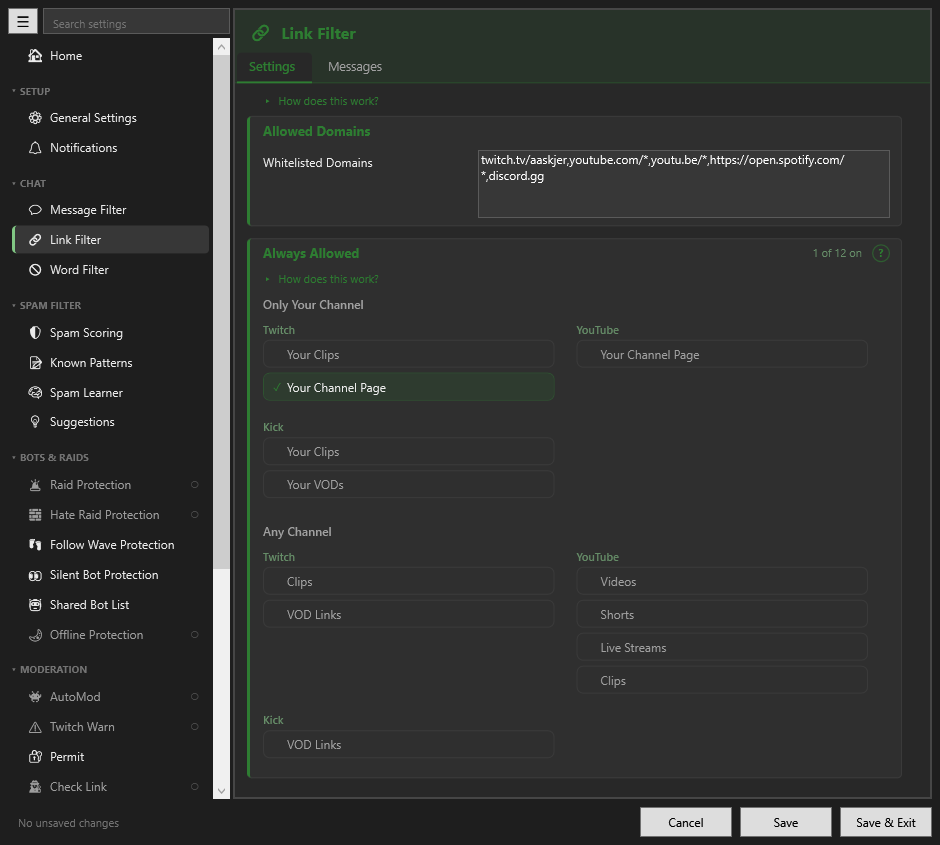 Search settings
Home
SETUP
General Settings
Notifications
CHAT
Message Filter
Link Filter
Word Filter
SPAM FILTER
Spam Scoring
Known Patterns
Spam Learner
Suggestions
BOTS & RAIDS
Raid Protection
Hate Raid Protection
Follow Wave Protection
Silent Bot Protection
Shared Bot List
Offline Protection
MODERATION
AutoMod
Twitch Warn
Permit
Check Link
No unsaved changes
Link Filter
Settings Messages
How does this work?
Allowed Domains
Whitelisted Domains
twitch.tv/aaskjer,youtube.com/*,youtu.be/*,https://open.spotify.com/
*,discord.gg
Always Allowed 1 of 12 on ?
How does this work?
Only Your Channel
Twitch
Your Clips
Your Channel Page
YouTube
Your Channel Page
Kick
Your Clips
Your VODs
Any Channel
Twitch
Clips
VOD Links
YouTube
Videos
Shorts
Live Streams
Clips
Kick
VOD Links
Cancel Save Save & Exit